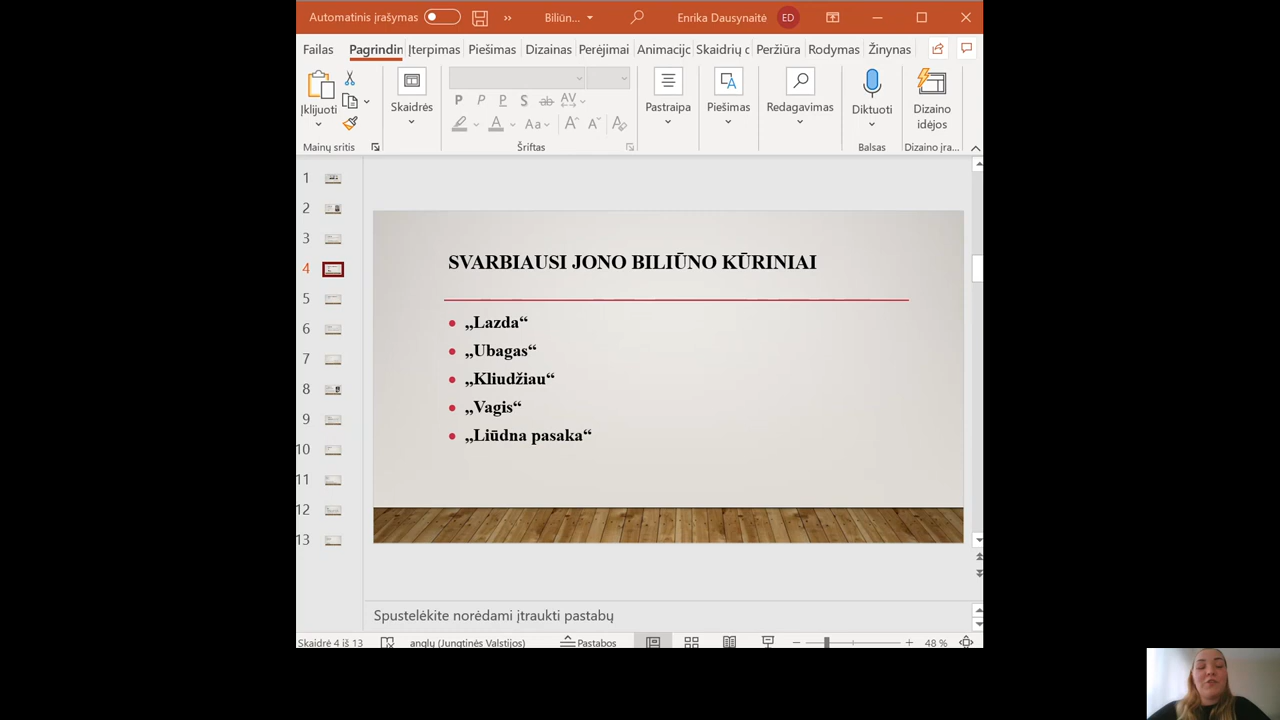 Automatinis įrašymas
Biliūn...
Enrika Dausynaitė
ED
Failas
Pagrindin
Įterpimas
Piešimas
Dizainas
Perėjimai
Animacijc
Skaidrių c
Peržiūra
Rodymas
Žinynas
Įklijuoti
Skaidrės
Pastraipa
Piešimas
Redagavimas
Diktuoti
Dizaino
idėjos
Mainų sritis
Šriftas
Balsas
Dizaino įra...
1
2
3
4
5
6
7
8
9
10
11
12
13
SVARBIAUSI JONO BILIŪNO KŪRINIAI
„Lazda“
„Ubagas“
„Kliudžiau“
„Vagis“
„Liūdna pasaka“
Spustelėkite norėdami įtraukti pastabų
Skaidrė 4 iš 13
anglų (Jungtinės Valstijos)
Pastabos
48 %